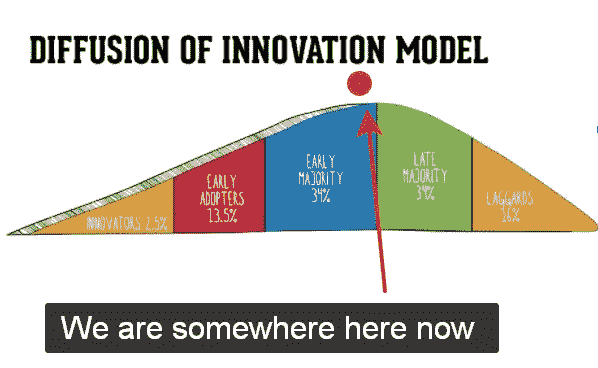 DIFFUSION OF INNOVATION MODEL
INNOVATORS 2.5%
EARLY
ADOPTERS
13.5%
EARLY
MAJORITY
34%
LATE
MAJORITY
34%
LAGGARDS
16%
We are somewhere here now